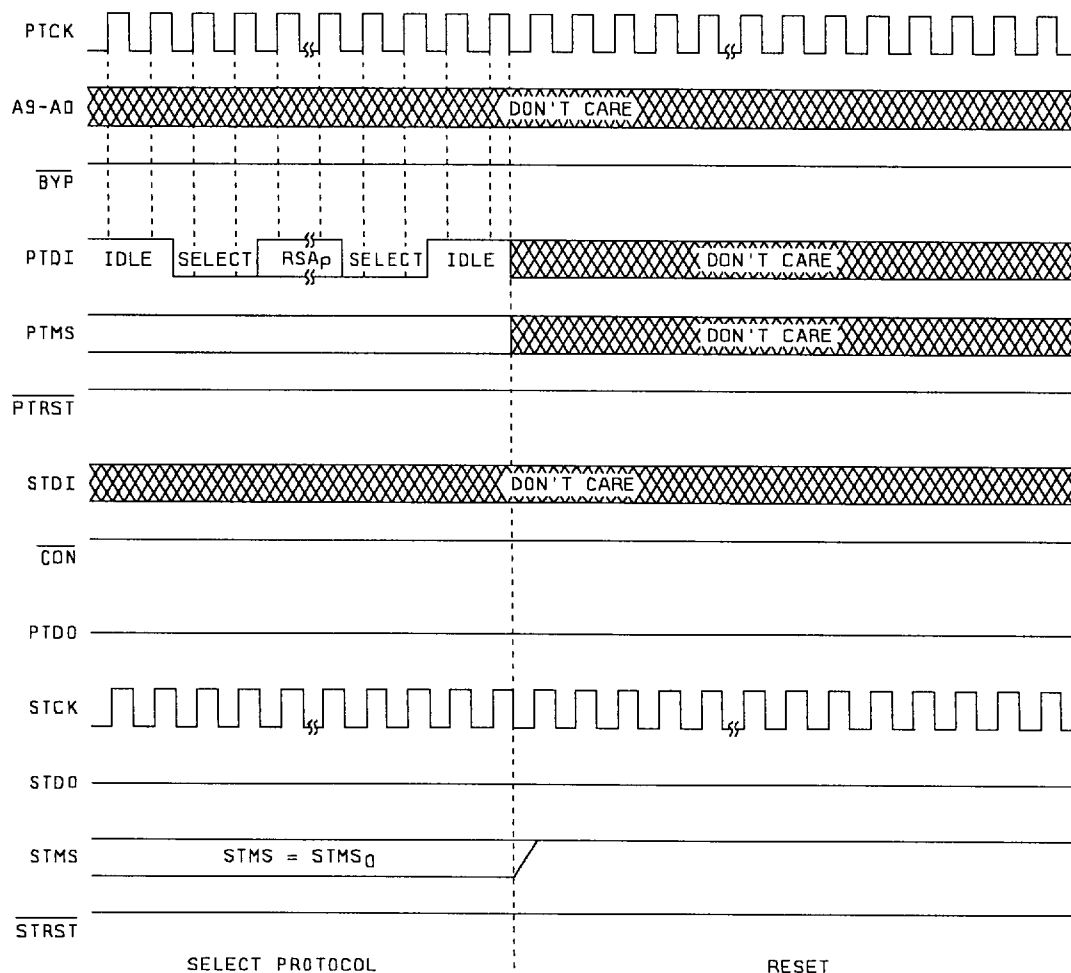 PTCK
A9-A0
DON'T CARE
BYP
PTDI
IDLE
SELECT
RSAp
SELECT
IDLE
DON'T CARE
PTMS
DON'T CARE
PTRST
STDI
DON'T CARE
CON
PTDO
STCK
STDO
STMS
STMS = STMS0
STRST
SELECT PROTOCOL
RESET